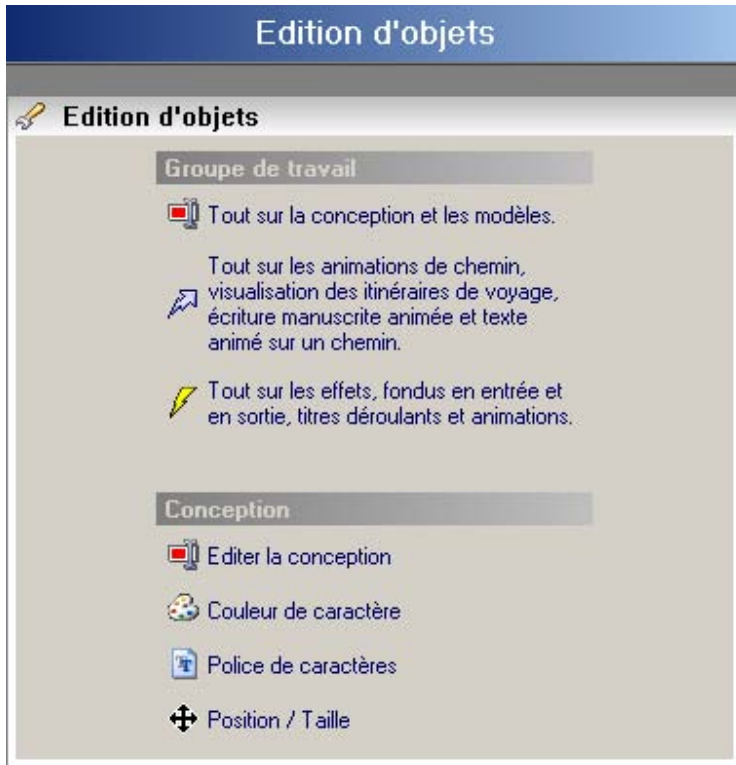 Edition d'objets
Edition d'objets
Groupe de travail
Tout sur la conception et les modèles.
Tout sur les animations de chemin,
visualisation des itinéraires de voyage,
écriture manuscrite animée et texte
animé sur un chemin.
Tout sur les effets, fondus en entrée et
en sortie, titres déroulants et animations.
Conception
Editer la conception
Couleur de caractère
Police de caractères
Position / Taille